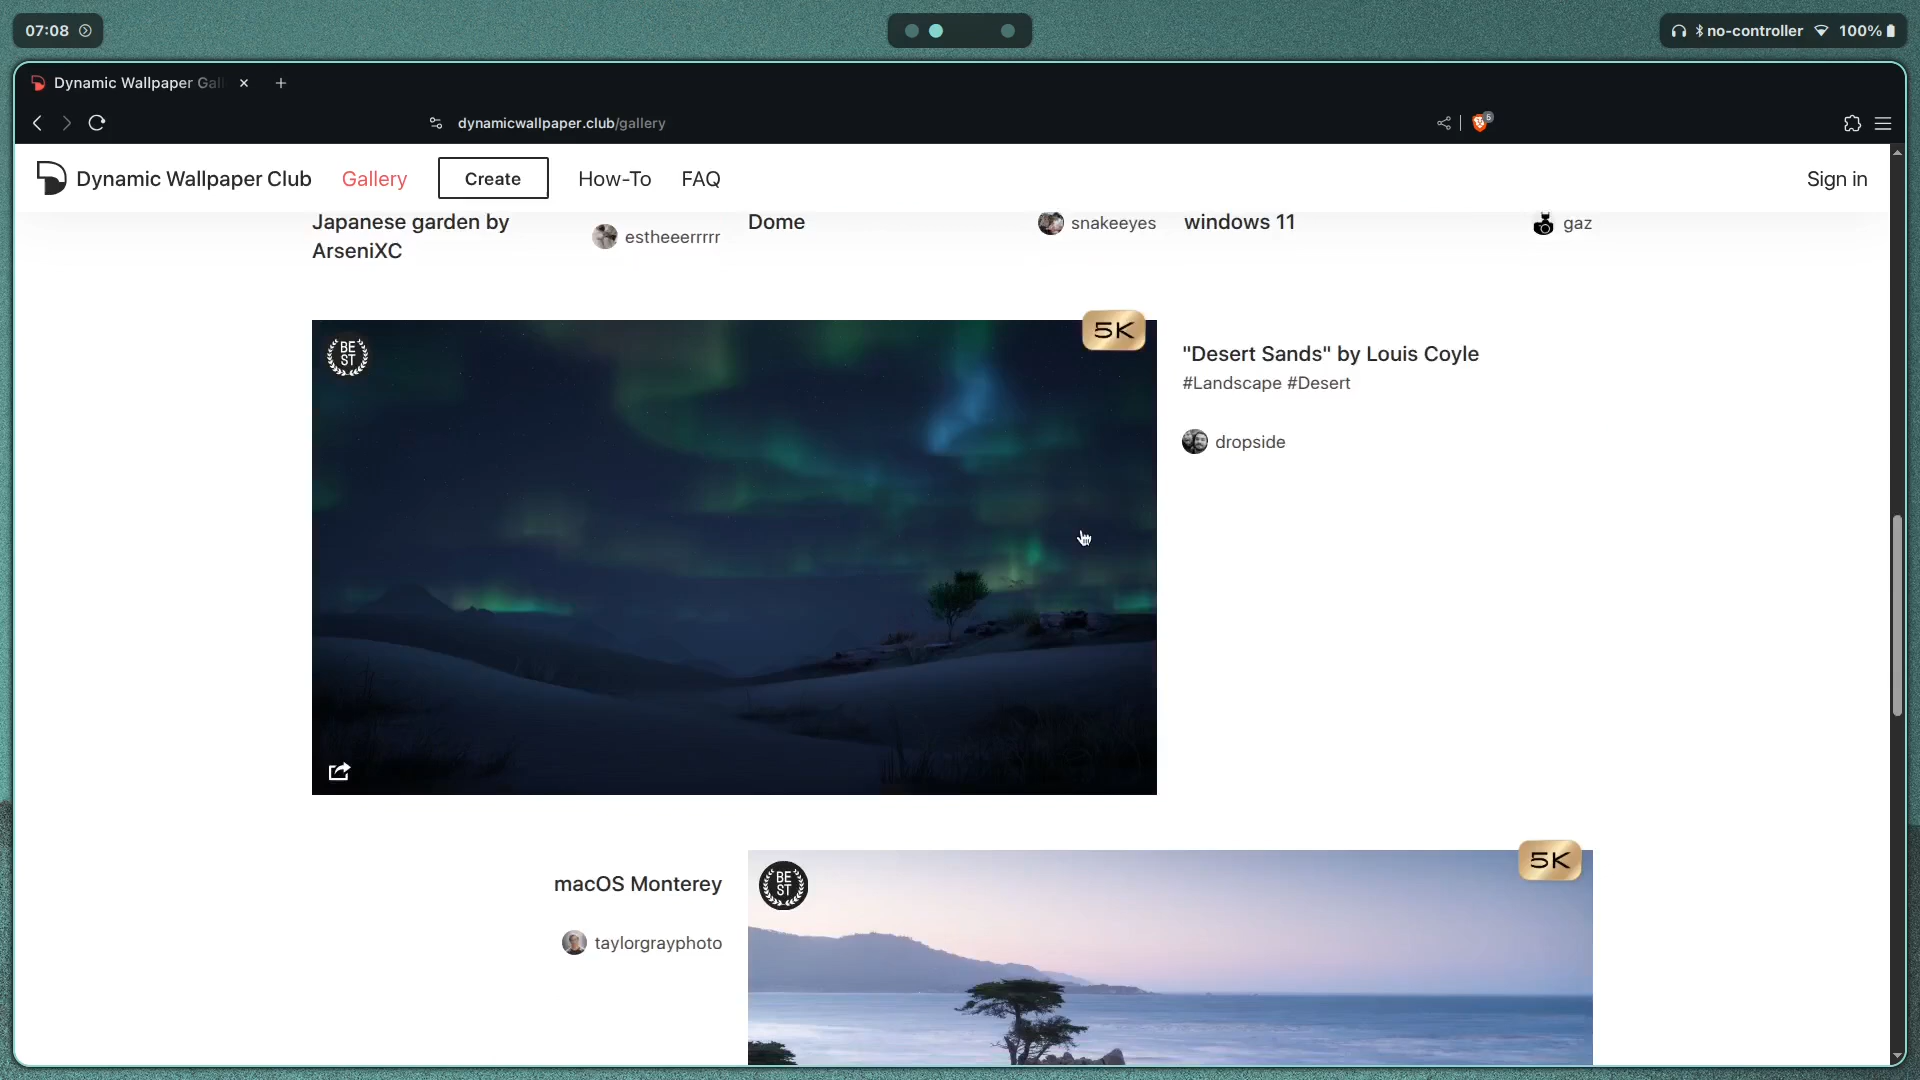 07:08
no-controller
100%
Dynamic Wallpaper Gal
dynamicwallpaper.club/gallery
6
Dynamic Wallpaper Club
Gallery
Create
How-To
FAQ
Sign in
Japanese garden by
ArseniXC
estheeerrrrr
Dome
snakeeyes
windows 11
gaz
BE
ST
5K
"Desert Sands" by Louis Coyle
#Landscape #Desert
dropside
macOS Monterey
taylorgrayphoto
BE
ST
5K